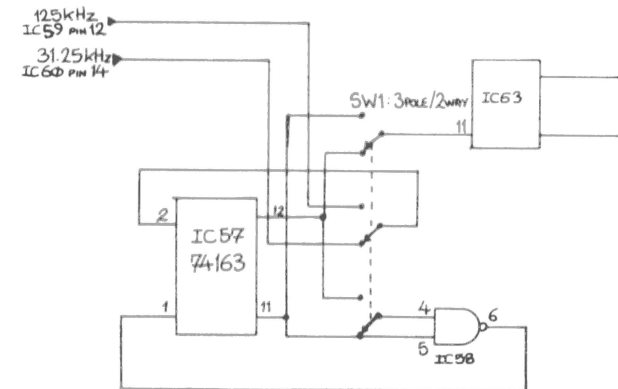 125kHz
IC59 PIN 12
31.25kHz
IC60 PIN 14
SW1: 3POLE/2WAY
IC63
11
2
12
IC57
74163
1
11
4
6
5
IC58